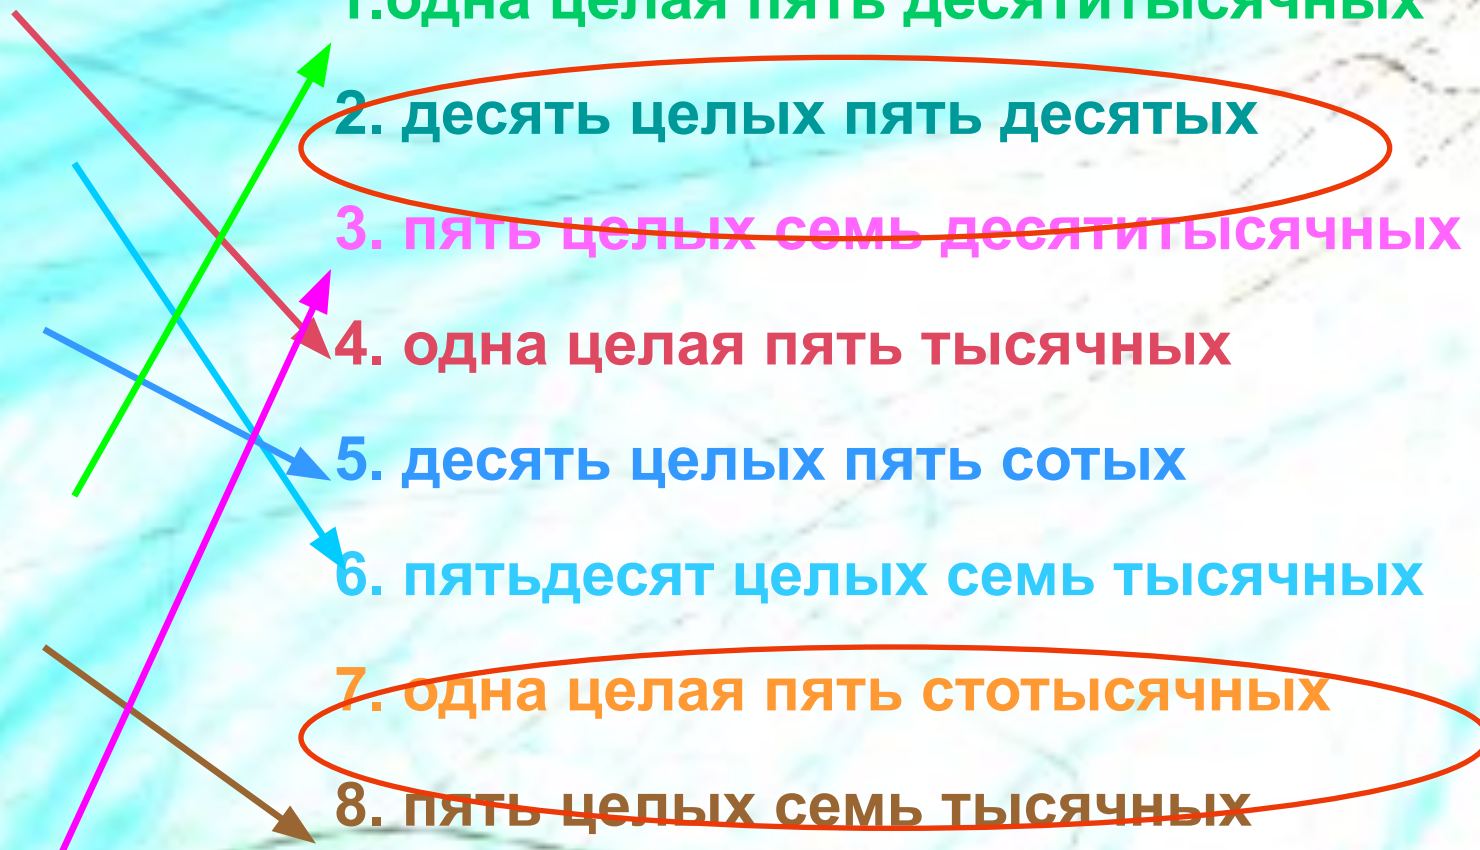 1.одна целая пять десятитысячных
2. десять целых пять десятых
3. пять целых семь десятитысячных
4. одна целая пять тысячных
5. десять целых пять сотых
6. пятьдесят целых семь тысячных
7. одна целая пять стотысячных
8. пять целых семь тысячных